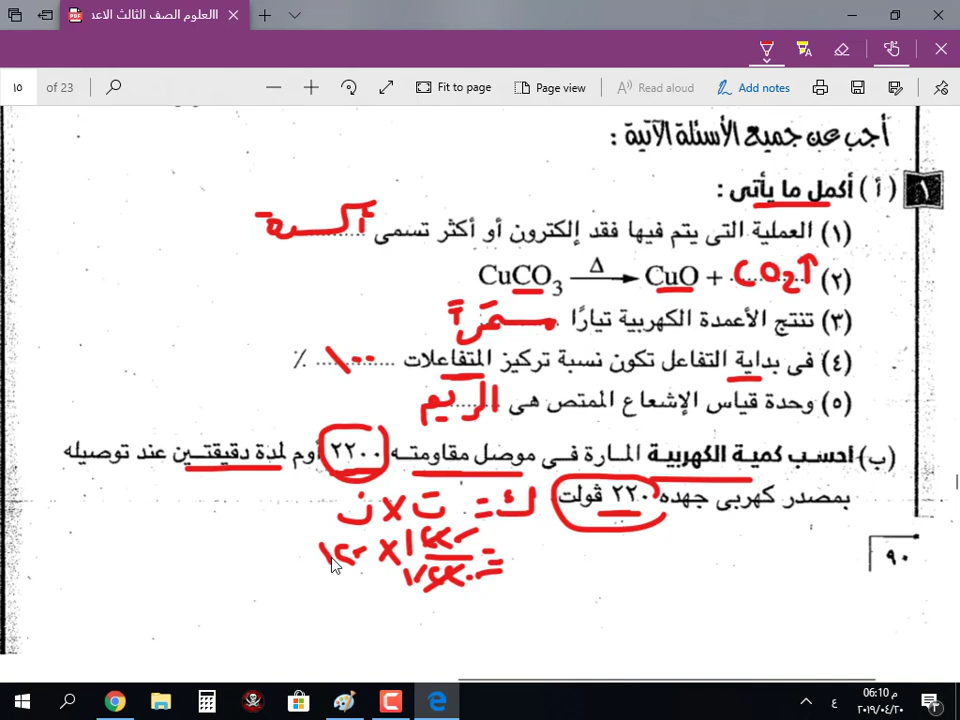 االعلوم الصف الثالث الاعد
١٥ of 23
Fit to page
Page view
Read aloud
Add notes
أجب عن جميع الأسئلة الآتية :
١
( أ ) أكمل ما يأتى :
(١) العملية التى يتم فيها فقد إلكترون أو أكثر تسمى أكسدة
(٢) CuCO₃ —Δ→ CuO + CO₂↑
(٣) تنتج الأعمدة الكهربية تيارًا مستمرًا
(٤) فى بداية التفاعل تكون نسبة تركيز المتفاعلات ١٠٠ ٪
(٥) وحدة قياس الإشعاع الممتص هى الريم
(ب) احسب كمية الكهربية المارة فى موصل مقاومته ٢٢٠٠ أوم لمدة دقيقتين عند توصيله
بمصدر كهربى جهده ٢٢٠ ڤولت
ك = ت × ن
٩٠
ع
٠6:10 م
٢٠١٩/٠٤/٢٠